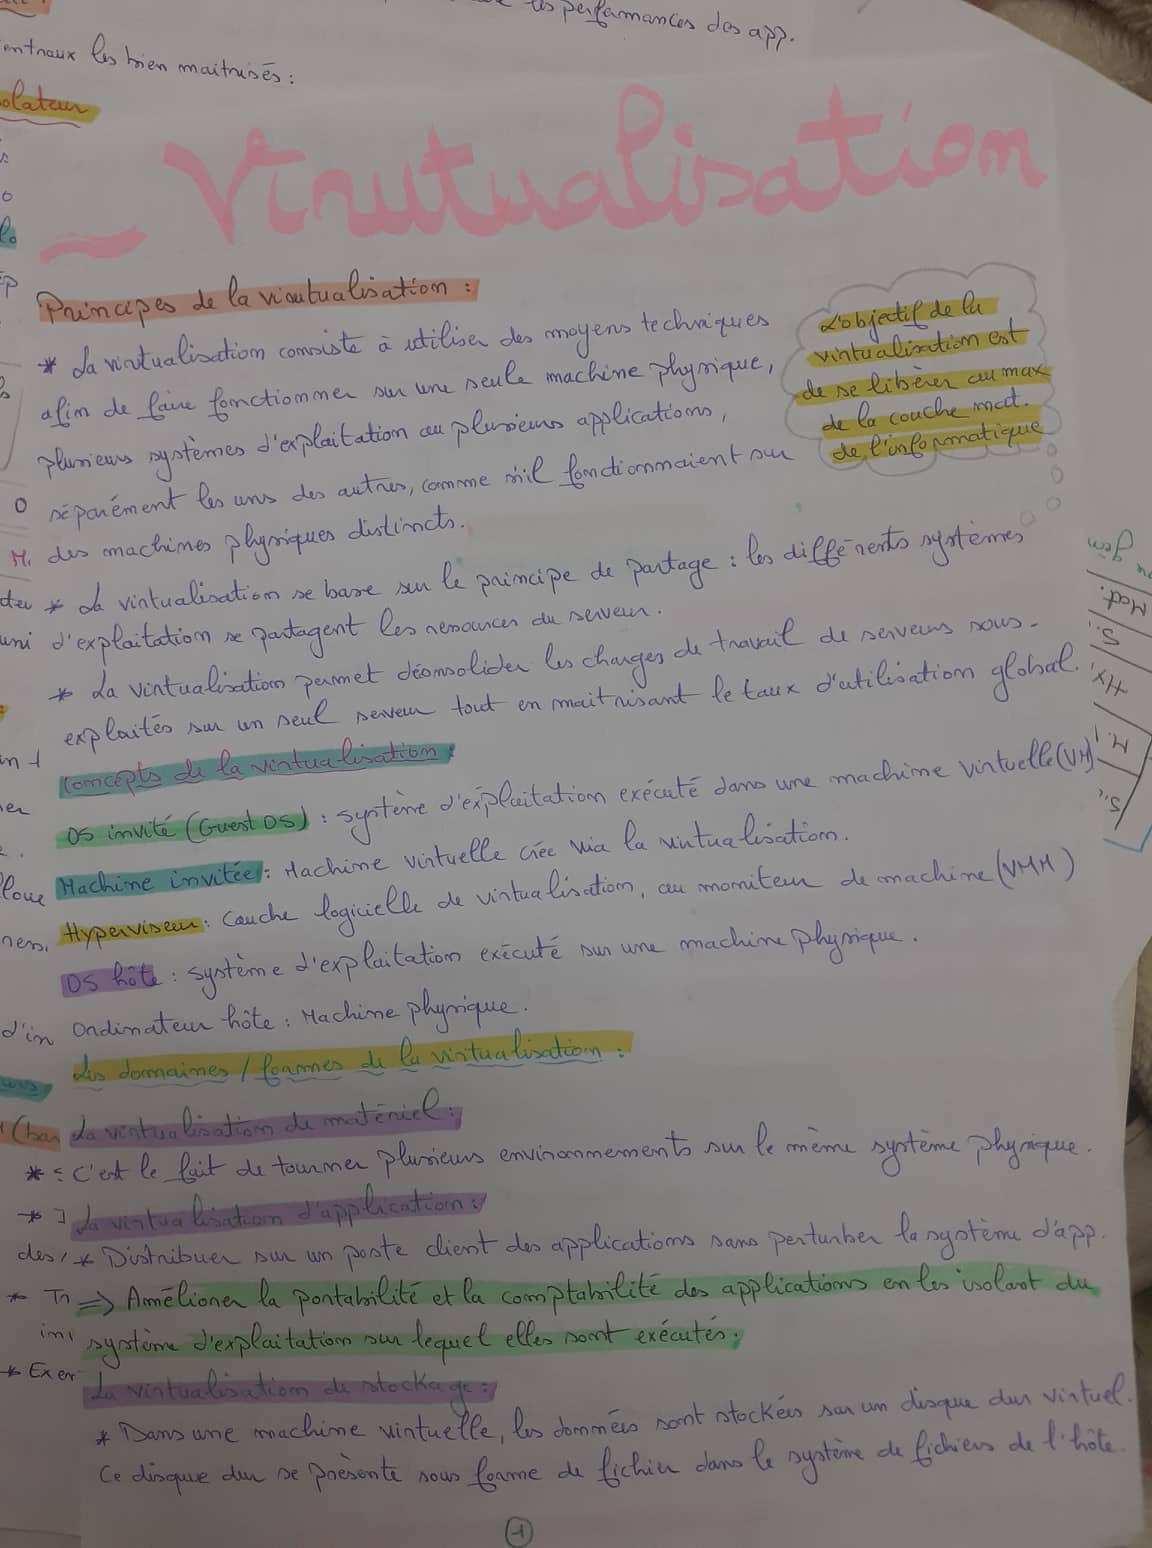 les performances des app.
entraux les bien maitrisés :
olateur
Virutualisation
Principes de la virutualisation :
* La virtualisation consiste à utiliser des moyens techniques
afin de faire fonctionner sur une seule machine physique,
plusieurs systèmes d'exploitation ou plusieurs applications,
séparément les uns des autres, comme s'il fonctionnaient sur
des machines physiques distincts.
L'objectif de la
virtualisation est
de se libérer au max
de la couche mat.
de l'informatique
* La virtualisation se base sur le principe de partage : les différents systèmes
d'exploitation se partagent les ressources du serveur.
* La virtualisation permet déonsolider les charges de travail de serveurs sous-
exploités sur un seul serveur tout en maitrisant le taux d'utilisation global.
Concepts de la virtualisation :
OS invité (Guest OS) : système d'exploitation exécuté dans une machine virtuelle (VM)
Machine invitée : Machine virtuelle crée via la virtualisation.
Hyperviseur : Couche logicielle de virtualisation, ou moniteur de machine (VMM)
OS hôte : système d'exploitation exécuté sur une machine physique.
Ordinateur hôte : Machine physique.
Les domaines / formes de la virtualisation :
La virtualisation de matériel :
* : C'est le fait de tourner plusieurs environnements sur le même système physique.
La virtualisation d'application :
* Distribuer sur un poste client des applications sans perturber la système d'app.
=> Améliorer la portabilité et la comptabilité des applications en les isolant du
système d'exploitation sur lequel elles sont exécutés.
La virtualisation de stockage :
* Dans une machine virtuelle, les données sont stockées sur un disque dur virtuel.
Ce disque dur se présente sous forme de fichier dans le système de fichiers de l'hôte.
1